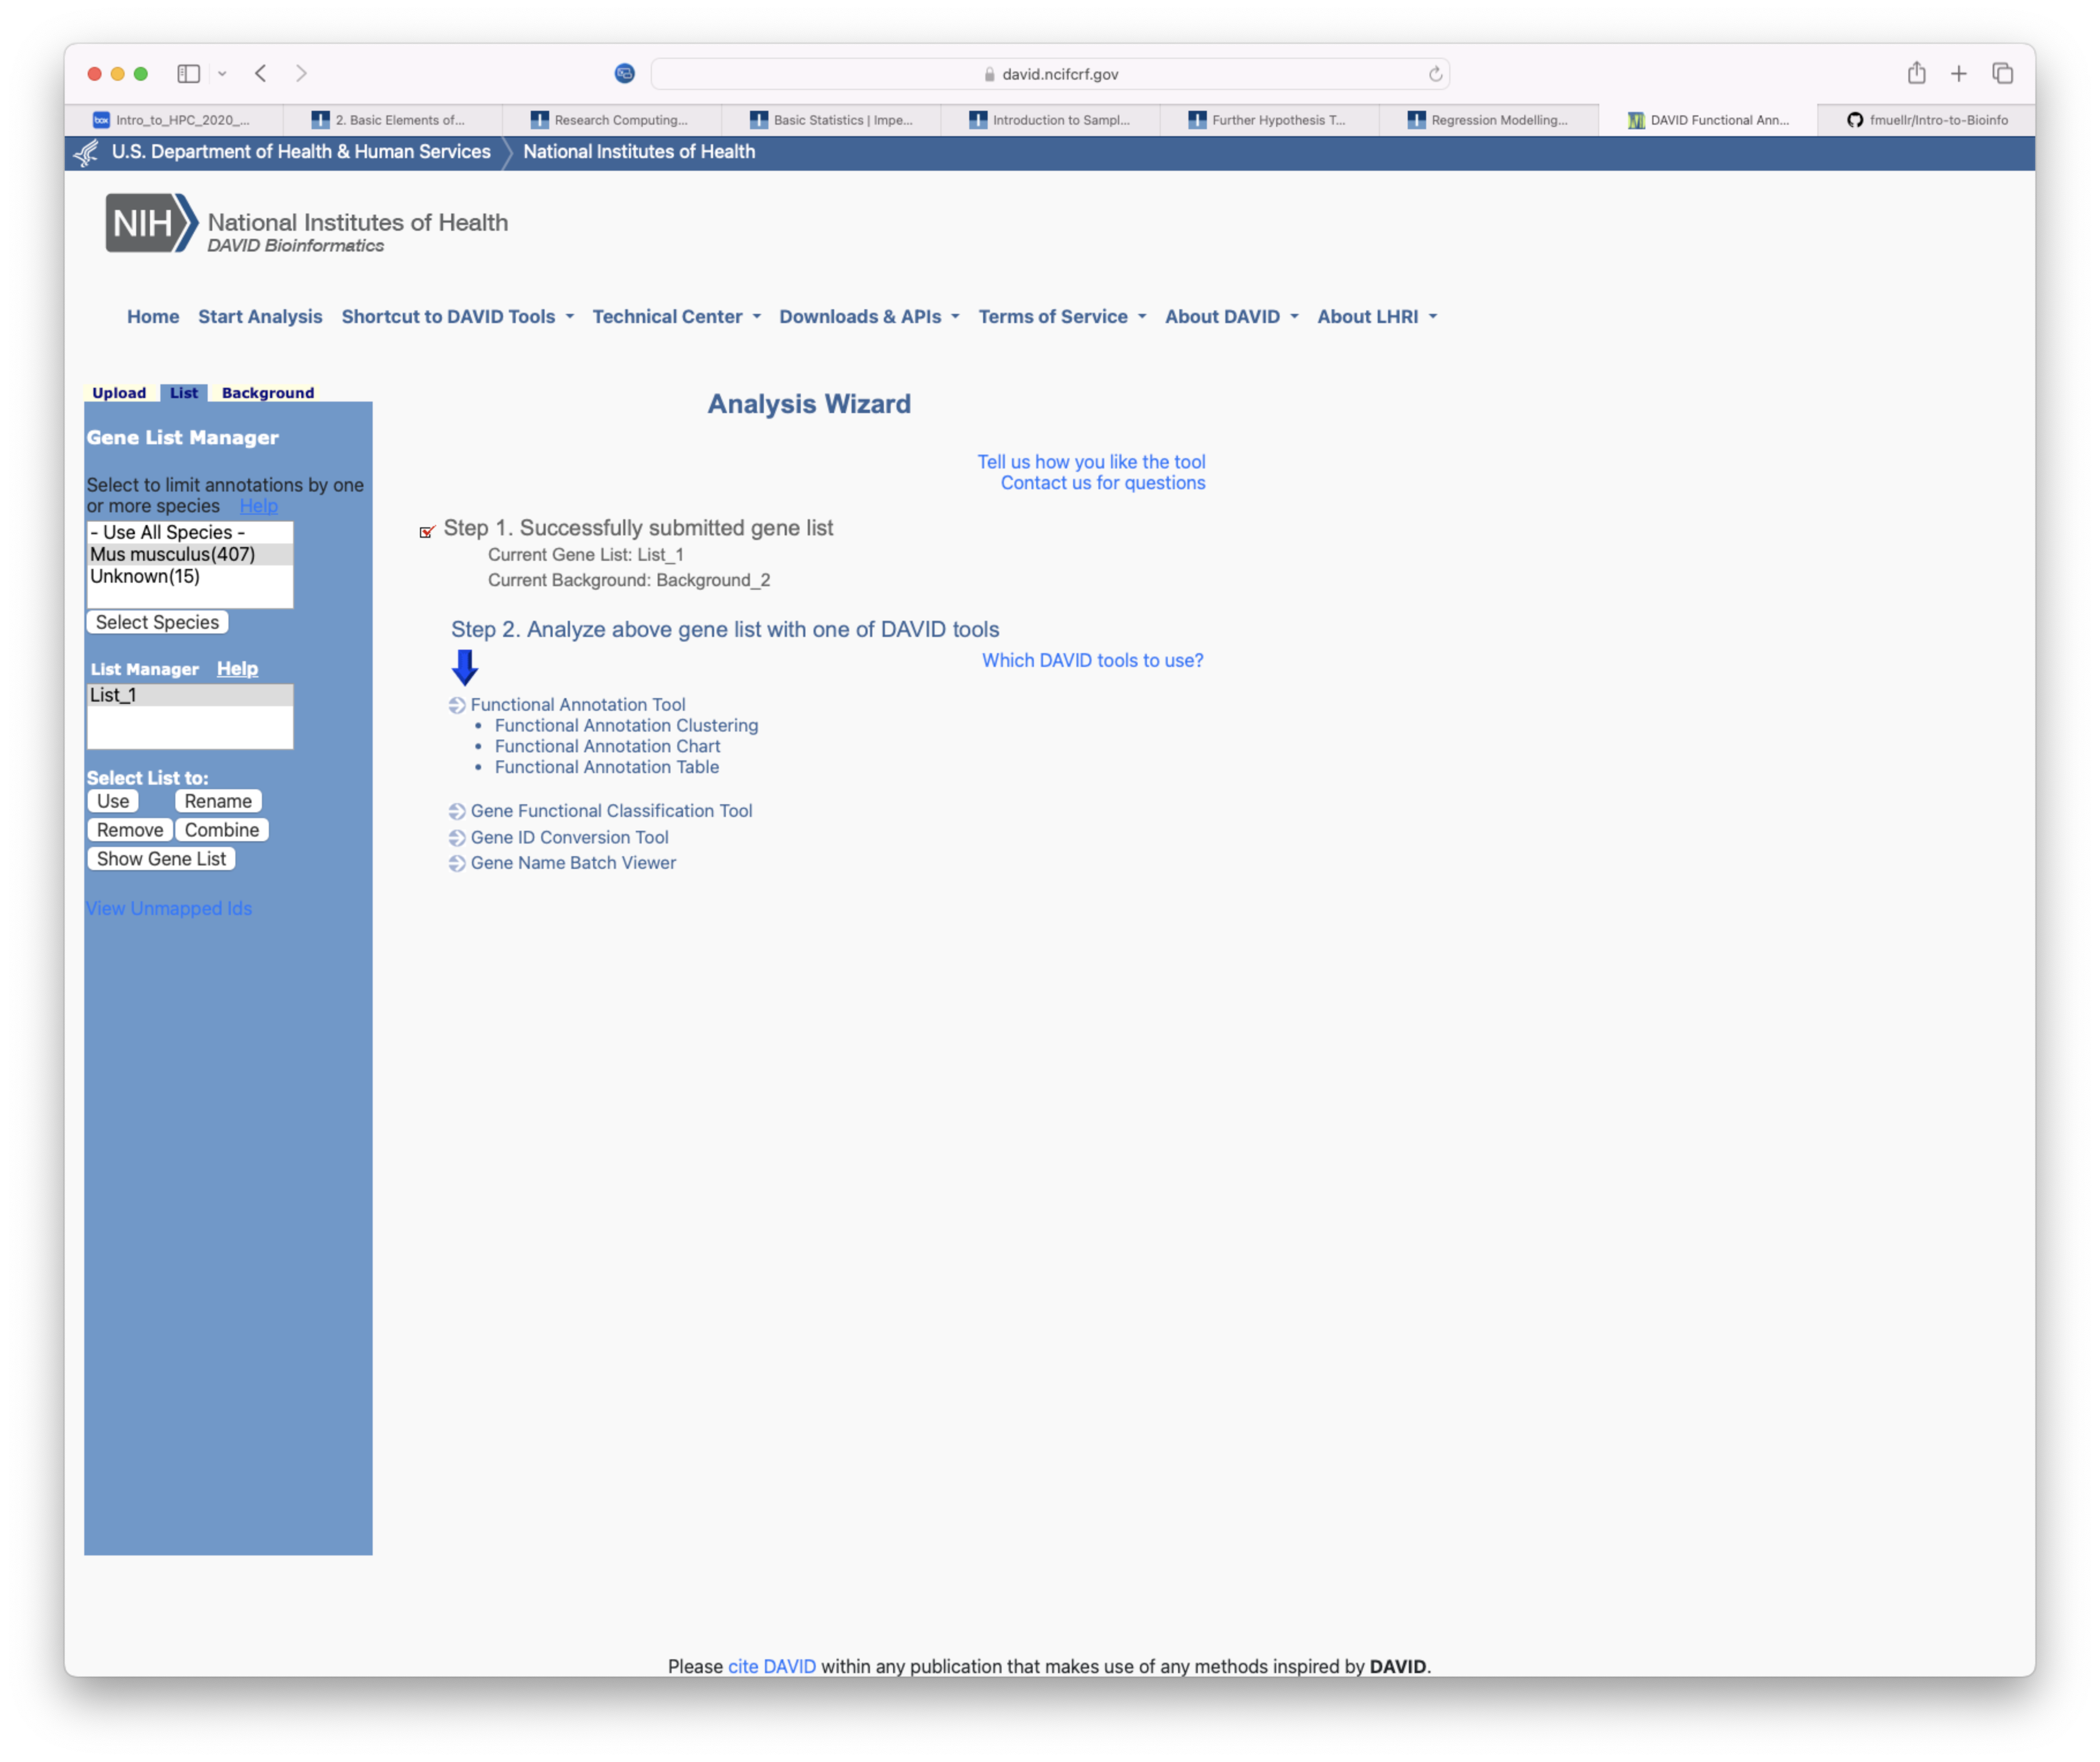 david.ncifcrf.gov
box Intro_to_HPC_2020_...
2. Basic Elements of...
Research Computing...
Basic Statistics | Impe...
Introduction to Sampl...
Further Hypothesis T...
Regression Modelling...
DAVID Functional Ann...
fmuellr/Intro-to-Bioinfo
U.S. Department of Health & Human Services National Institutes of Health
NIH National Institutes of Health
DAVID Bioinformatics
Home Start Analysis Shortcut to DAVID Tools Technical Center Downloads & APIs Terms of Service About DAVID About LHRI
Upload List Background
Gene List Manager
Select to limit annotations by one
or more species Help
- Use All Species -
Mus musculus(407)
Unknown(15)
Select Species
List Manager Help
List_1
Select List to:
Use Rename
Remove Combine
Show Gene List
View Unmapped Ids
Analysis Wizard
Tell us how you like the tool
Contact us for questions
Step 1. Successfully submitted gene list
Current Gene List: List_1
Current Background: Background_2
Step 2. Analyze above gene list with one of DAVID tools
Which DAVID tools to use?
Functional Annotation Tool
• Functional Annotation Clustering
• Functional Annotation Chart
• Functional Annotation Table
Gene Functional Classification Tool
Gene ID Conversion Tool
Gene Name Batch Viewer
Please cite DAVID within any publication that makes use of any methods inspired by DAVID.